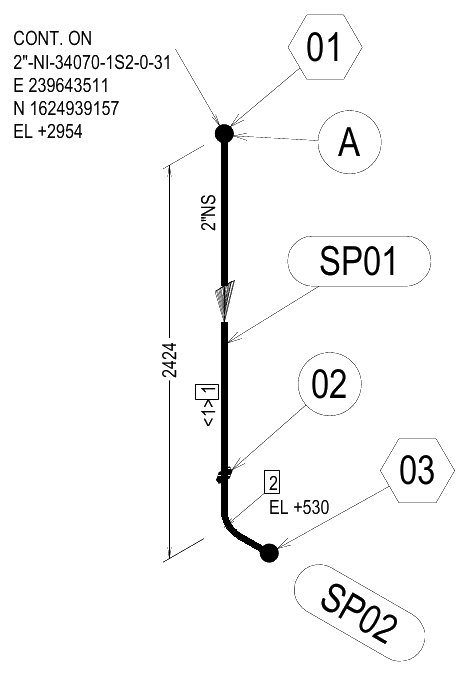 CONT. ON
2"-NI-34070-1S2-0-31
E 239643511
N 1624939157
EL +2954
01
A
2"NS
SP01
2424
<1> 1
02
2
EL +530
03
SP02